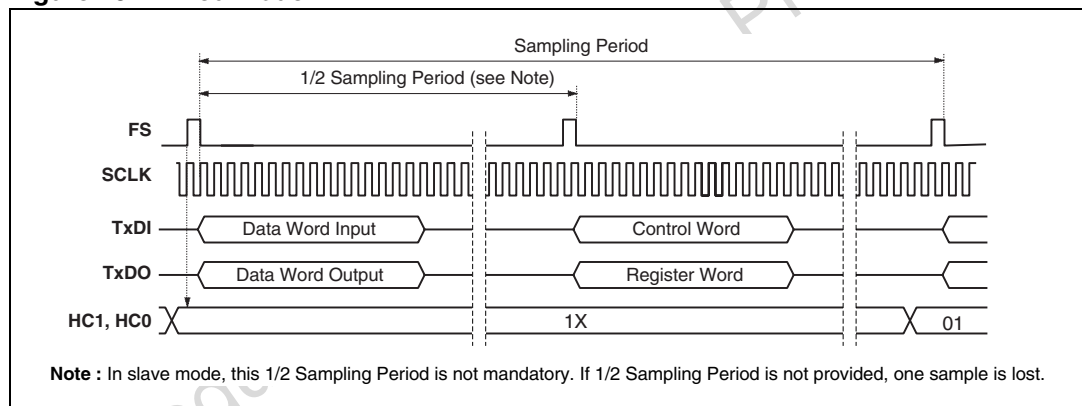 Sampling Period
1/2 Sampling Period (see Note)
FS
SCLK
TxDI
Data Word Input
Control Word
TxDO
Data Word Output
Register Word
HC1, HC0
1X
01
Note : In slave mode, this 1/2 Sampling Period is not mandatory. If 1/2 Sampling Period is not provided, one sample is lost.